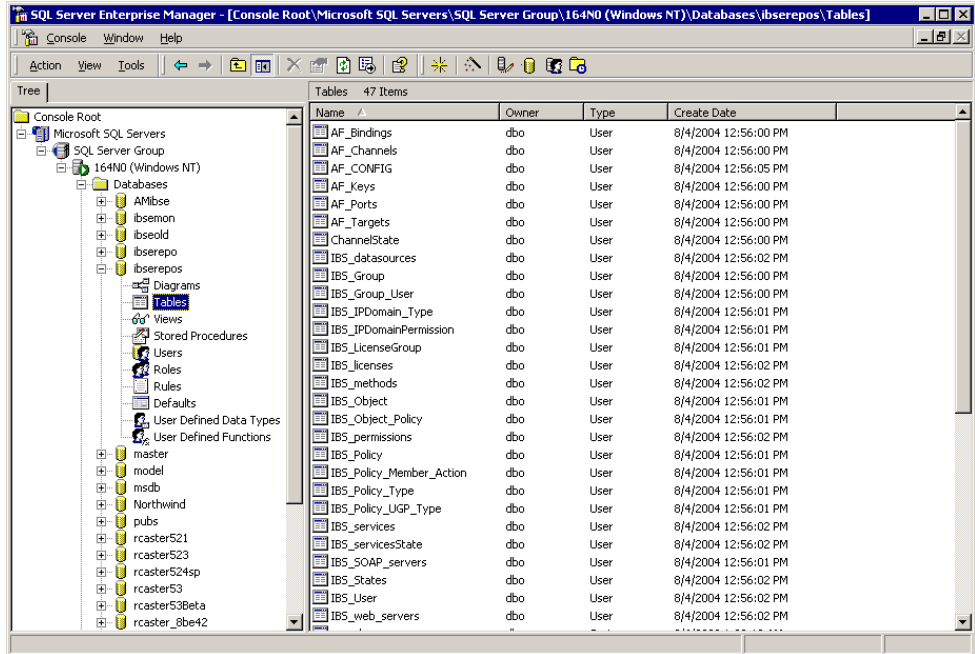 SQL Server Enterprise Manager - [Console Root\Microsoft SQL Servers\SQL Server Group\164N0 (Windows NT)\Databases\ibserepos\Tables]
Console Window Help
Action View Tools
Tree
Console Root
Microsoft SQL Servers
SQL Server Group
164N0 (Windows NT)
Databases
AMibse
ibsemon
ibseold
ibserepo
ibserepos
Diagrams
Tables
Views
Stored Procedures
Users
Roles
Rules
Defaults
User Defined Data Types
User Defined Functions
master
model
msdb
Northwind
pubs
rcaster521
rcaster523
rcaster524sp
rcaster53
rcaster53Beta
rcaster_8be42
Tables 47 Items
Name Owner Type Create Date
AF_Bindings dbo User 8/4/2004 12:56:00 PM
AF_Channels dbo User 8/4/2004 12:56:00 PM
AF_CONFIG dbo User 8/4/2004 12:56:05 PM
AF_Keys dbo User 8/4/2004 12:56:00 PM
AF_Ports dbo User 8/4/2004 12:56:00 PM
AF_Targets dbo User 8/4/2004 12:56:00 PM
ChannelState dbo User 8/4/2004 12:56:00 PM
IBS_datasources dbo User 8/4/2004 12:56:02 PM
IBS_Group dbo User 8/4/2004 12:56:00 PM
IBS_Group_User dbo User 8/4/2004 12:56:00 PM
IBS_IPDomain_Type dbo User 8/4/2004 12:56:01 PM
IBS_IPDomainPermission dbo User 8/4/2004 12:56:01 PM
IBS_LicenseGroup dbo User 8/4/2004 12:56:01 PM
IBS_licenses dbo User 8/4/2004 12:56:02 PM
IBS_methods dbo User 8/4/2004 12:56:02 PM
IBS_Object dbo User 8/4/2004 12:56:01 PM
IBS_Object_Policy dbo User 8/4/2004 12:56:01 PM
IBS_permissions dbo User 8/4/2004 12:56:02 PM
IBS_Policy dbo User 8/4/2004 12:56:01 PM
IBS_Policy_Member_Action dbo User 8/4/2004 12:56:01 PM
IBS_Policy_Type dbo User 8/4/2004 12:56:01 PM
IBS_Policy_UGP_Type dbo User 8/4/2004 12:56:01 PM
IBS_services dbo User 8/4/2004 12:56:02 PM
IBS_servicesState dbo User 8/4/2004 12:56:02 PM
IBS_SOAP_servers dbo User 8/4/2004 12:56:01 PM
IBS_States dbo User 8/4/2004 12:56:02 PM
IBS_User dbo User 8/4/2004 12:56:02 PM
IBS_web_servers dbo User 8/4/2004 12:56:02 PM